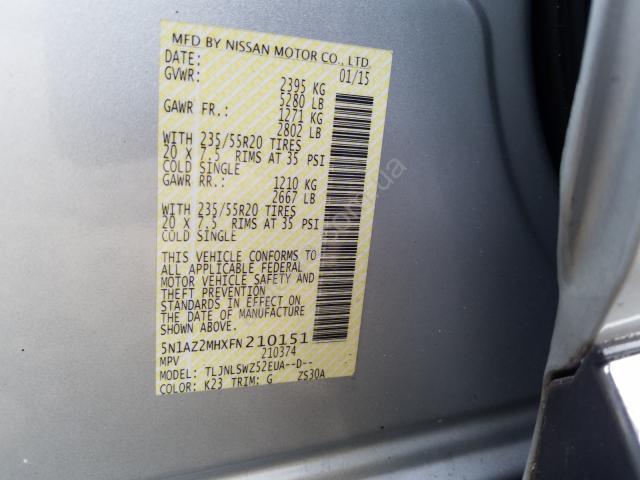 MFD BY NISSAN MOTOR CO., LTD.
DATE: 01/15
GVWR: 2395 KG
5280 LB
GAWR FR.: 1271 KG
2802 LB
WITH 235/55R20 TIRES
20 X 7.5 RIMS AT 35 PSI
COLD SINGLE
GAWR RR.: 1210 KG
2667 LB
WITH 235/55R20 TIRES
20 X 7.5 RIMS AT 35 PSI
COLD SINGLE
THIS VEHICLE CONFORMS TO
ALL APPLICABLE FEDERAL
MOTOR VEHICLE SAFETY AND
THEFT PREVENTION
STANDARDS IN EFFECT ON
THE DATE OF MANUFACTURE
SHOWN ABOVE.
5N1AZ2MHXFN210151
MPV 210374
MODEL: TLJNLSWZ52EUA--D--
COLOR: K23 TRIM: G ZS30A